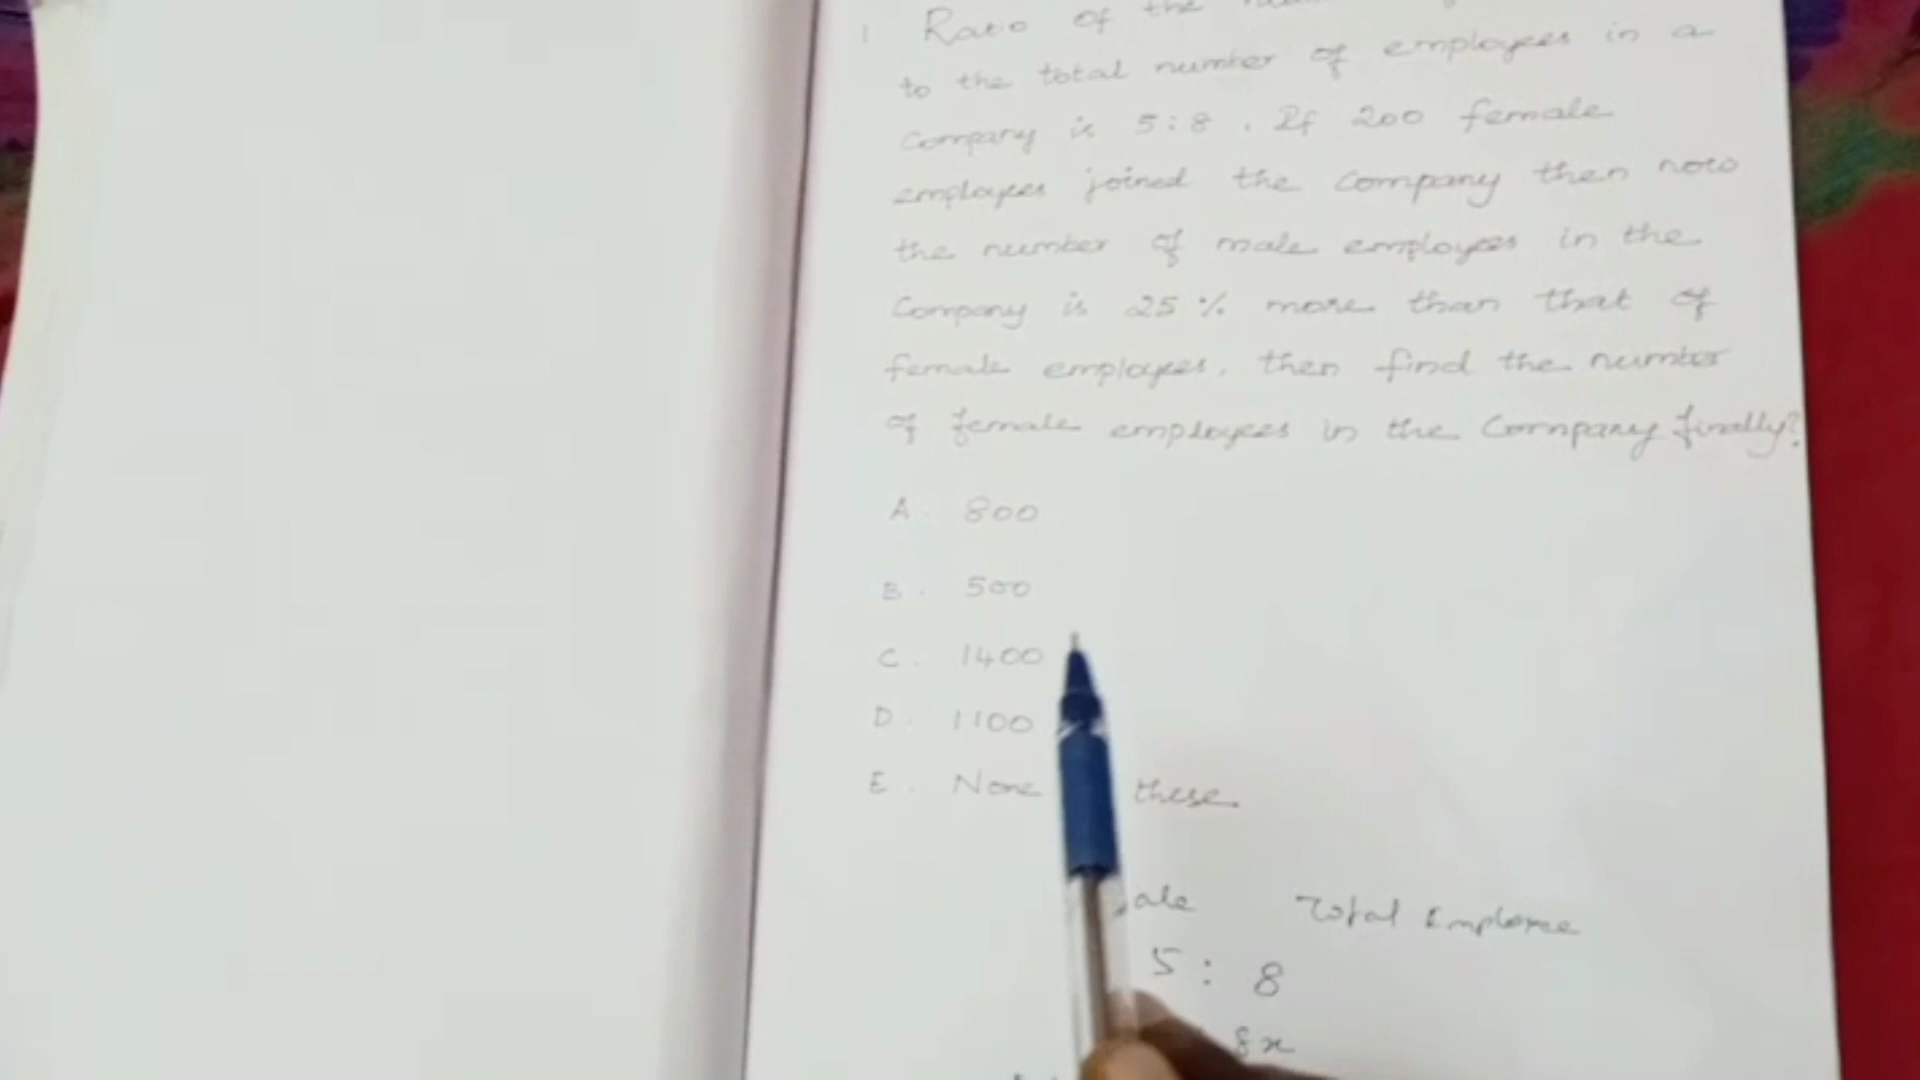 1 Ratio of the
to the total number of employees in a
Company is 5:8 . If 200 female
employees joined the Company then now
the number of male employees in the
Company is 25% more than that of
female employees, then find the number
of female employees in the Company finally?
A. 800
B. 500
C. 1400
D. 1100
E. None these
ale Total Employee
5 : 8
8x